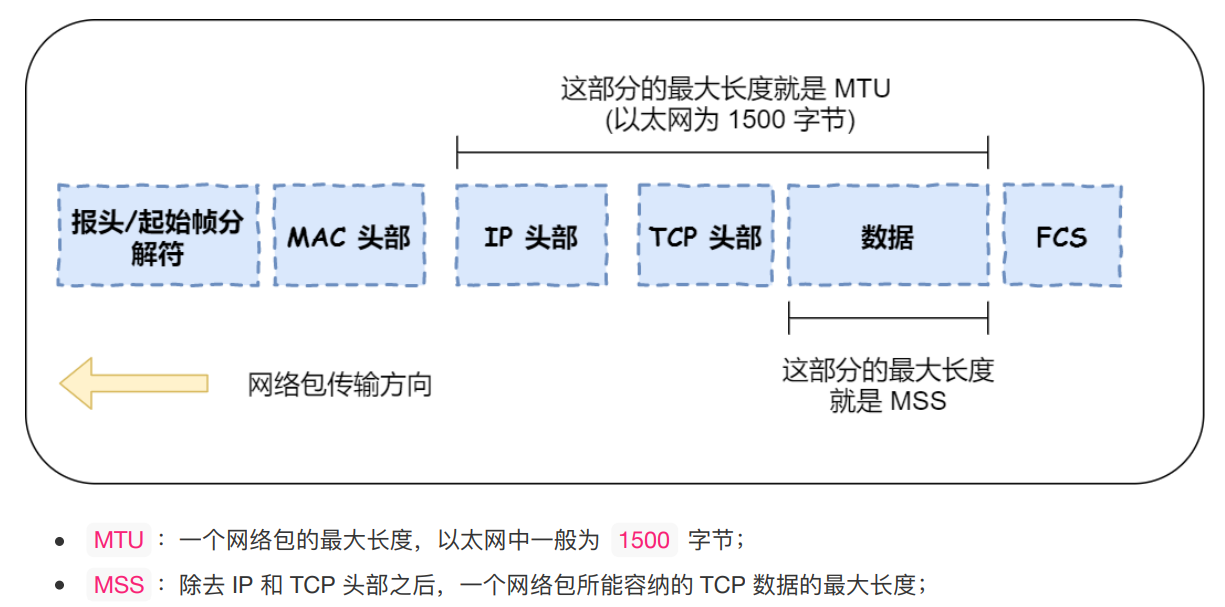 这部分的最大长度就是 MTU
(以太网为 1500 字节)
报头/起始帧分
解符
MAC 头部
IP 头部
TCP 头部
数据
FCS
网络包传输方向
这部分的最大长度
就是 MSS
MTU ：一个网络包的最大长度，以太网中一般为 1500 字节；
MSS ：除去 IP 和 TCP 头部之后，一个网络包所能容纳的 TCP 数据的最大长度；